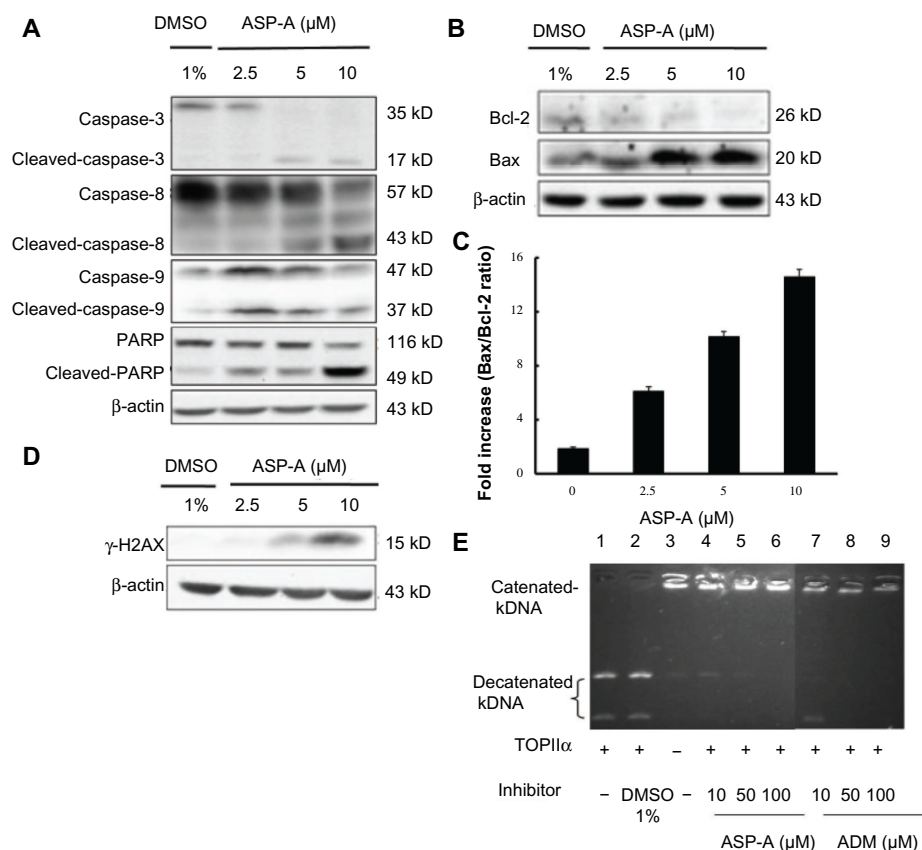 A
DMSO ASP-A (μM)
1% 2.5 5 10
Caspase-3 35 kD
Cleaved-caspase-3 17 kD
Caspase-8 57 kD
Cleaved-caspase-8 43 kD
Caspase-9 47 kD
Cleaved-caspase-9 37 kD
PARP 116 kD
Cleaved-PARP 49 kD
β-actin 43 kD
B
DMSO ASP-A (μM)
1% 2.5 5 10
Bcl-2 26 kD
Bax 20 kD
β-actin 43 kD
C
Fold increase (Bax/Bcl-2 ratio)
16
12
8
4
0
0 2.5 5 10
ASP-A (μM)
D
DMSO ASP-A (μM)
1% 2.5 5 10
γ-H2AX 15 kD
β-actin 43 kD
E
1 2 3 4 5 6 7 8 9
Catenated-
kDNA
Decatenated
kDNA
TOPIIα + + – + + + + + +
Inhibitor – DMSO – 10 50 100 10 50 100
1%
ASP-A (μM) ADM (μM)